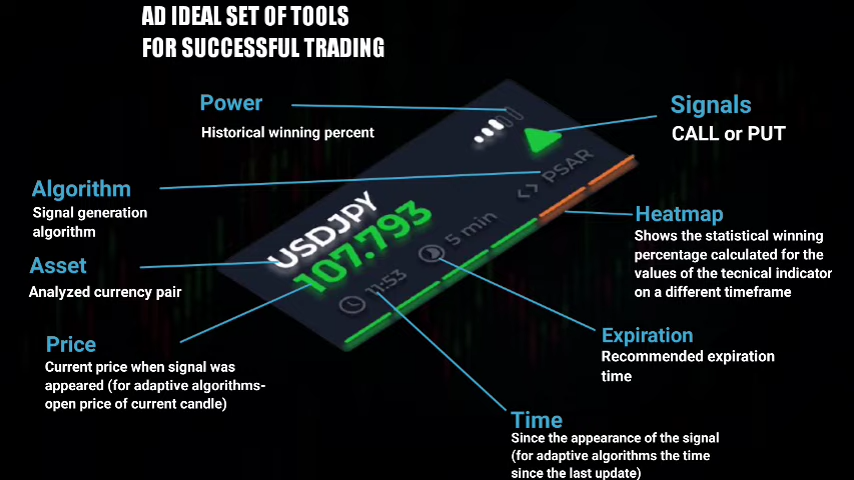 AD IDEAL SET OF TOOLS
FOR SUCCESSFUL TRADING
Power
Historical winning percent
Signals
CALL or PUT
Algorithm
Signal generation
algorithm
Asset
Analyzed currency pair
Price
Current price when signal was
appeared (for adaptive algorithms-
open price of current candle)
USDJPY
107.793
<> PSAR
11:53
5 min
Heatmap
Shows the statistical winning
percentage calculated for the
values of the tecnical indicator
on a different timeframe
Expiration
Recommended expiration
time
Time
Since the appearance of the signal
(for adaptive algorithms the time
since the last update)